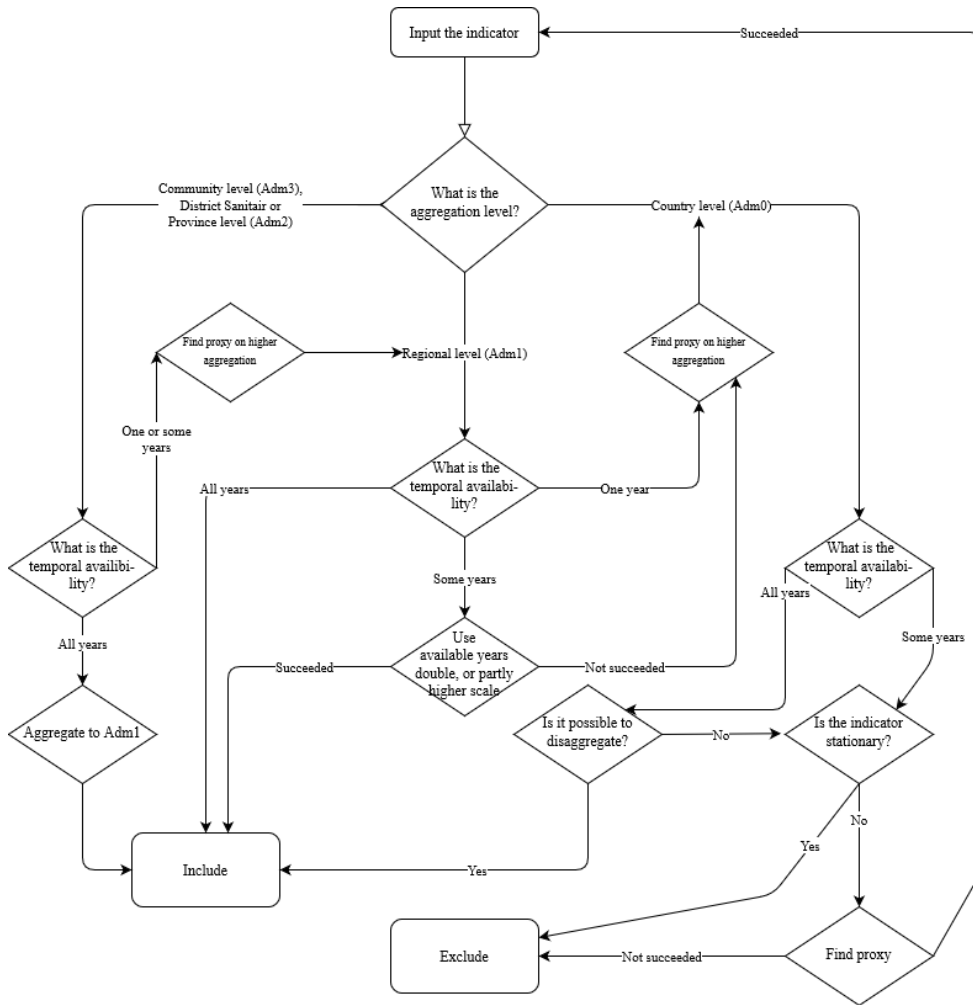 Input the indicator
Succeeded
What is the
aggregation level?
Community level (Adm3),
District Sanitair or
Province level (Adm2)
Country level (Adm0)
Find proxy on higher
aggregation
Regional level (Adm1)
Find proxy on higher
aggregation
One or some
years
What is the
temporal availabi-
lity?
All years
One year
What is the
temporal availibi-
lity?
What is the
temporal availabi-
lity?
Some years
All years
All years
Some years
Use
available years
double, or partly
higher scale
Succeeded
Not succeeded
Aggregate to Adm1
Is it possible to
disaggregate?
No
Is the indicator
stationary?
Include
Yes
Yes
No
Exclude
Not succeeded
Find proxy